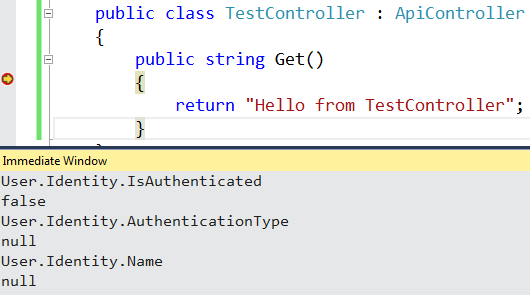 public class TestController : ApiController
{
public string Get()
{
return "Hello from TestController";
}
Immediate Window
User.Identity.IsAuthenticated
false
User.Identity.AuthenticationType
null
User.Identity.Name
null